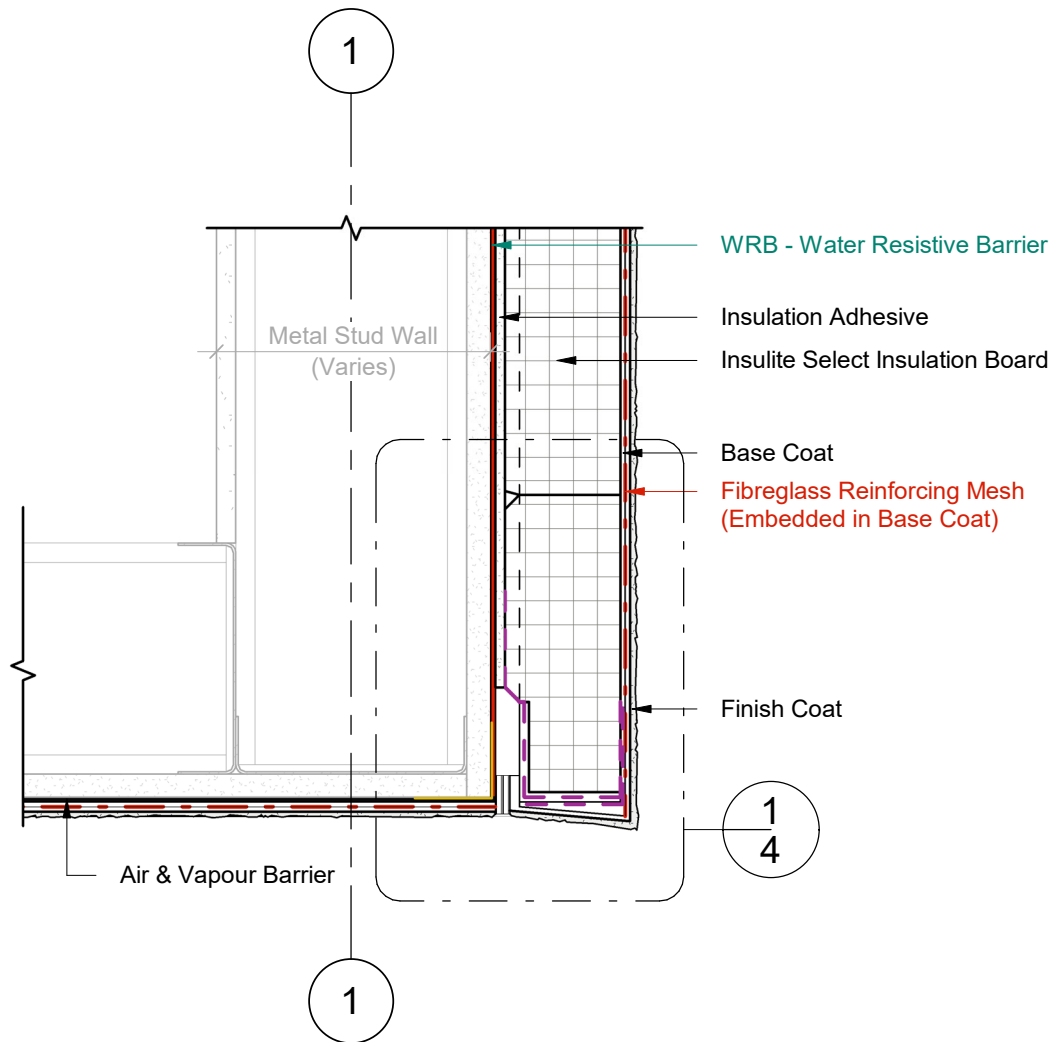 1
WRB - Water Resistive Barrier
Insulation Adhesive
Metal Stud Wall
(Varies)
Insulite Select Insulation Board
Base Coat
Fibreglass Reinforcing Mesh
(Embedded in Base Coat)
Finish Coat
1
4
Air & Vapour Barrier
1